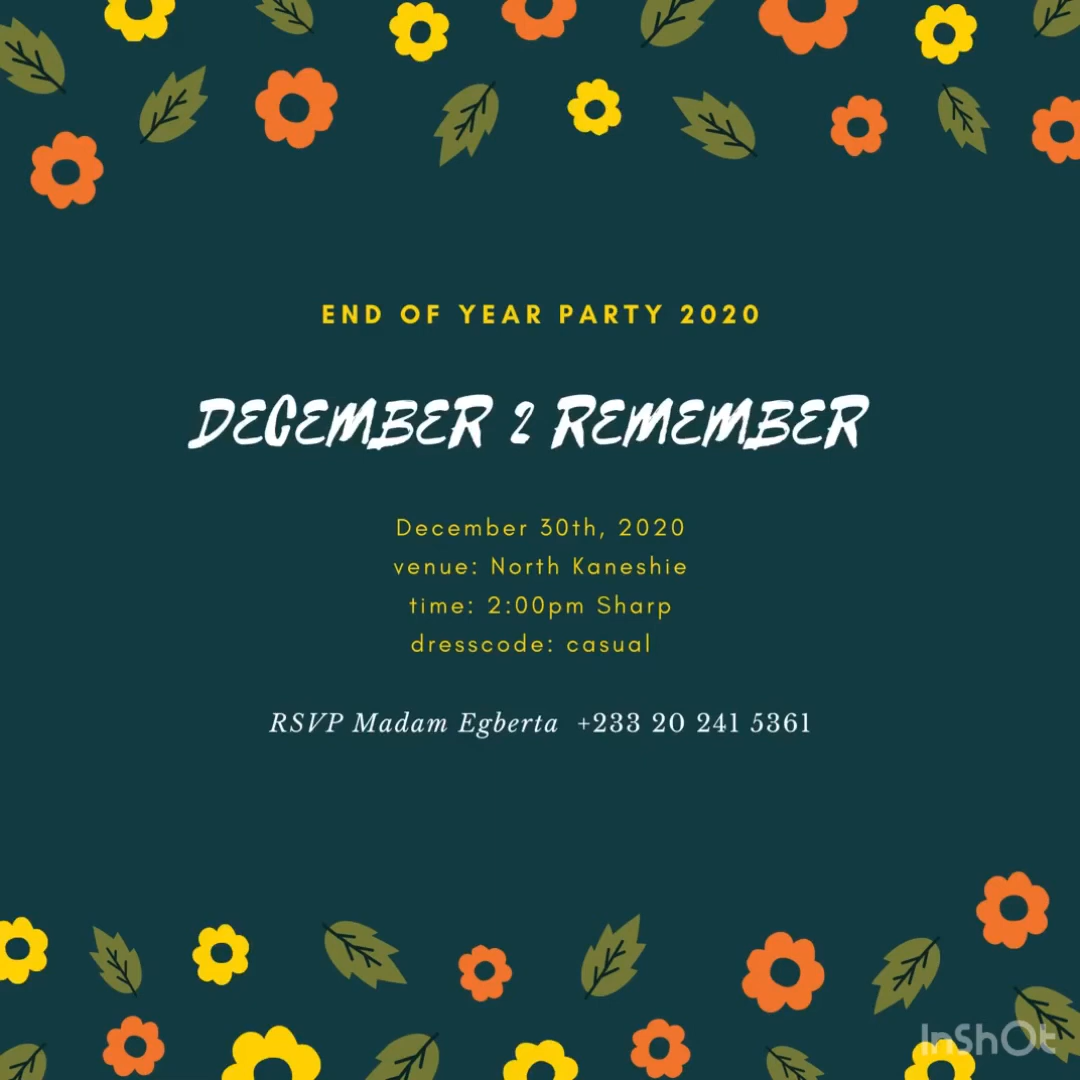 END OF YEAR PARTY 2020
DECEMBER 2 REMEMBER
December 30th, 2020
venue: North Kaneshie
time: 2:00pm Sharp
dresscode: casual
RSVP Madam Egberta +233 20 241 5361
InShOt